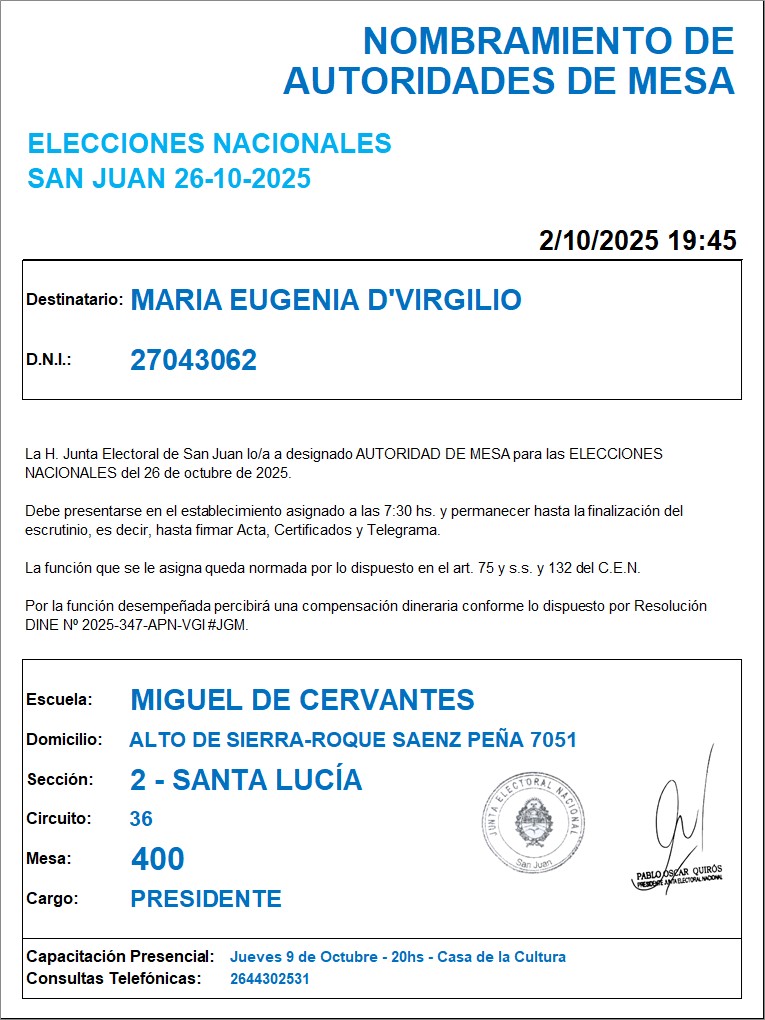 NOMBRAMIENTO DE
AUTORIDADES DE MESA
ELECCIONES NACIONALES
SAN JUAN 26-10-2025
2/10/2025 19:45
Destinatario: MARIA EUGENIA D'VIRGILIO
D.N.I.: 27043062
La H. Junta Electoral de San Juan lo/a a designado AUTORIDAD DE MESA para las ELECCIONES
NACIONALES del 26 de octubre de 2025.
Debe presentarse en el establecimiento asignado a las 7:30 hs. y permanecer hasta la finalización del
escrutinio, es decir, hasta firmar Acta, Certificados y Telegrama.
La función que se le asigna queda normada por lo dispuesto en el art. 75 y s.s. y 132 del C.E.N.
Por la función desempeñada percibirá una compensación dineraria conforme lo dispuesto por Resolución
DINE Nº 2025-347-APN-VGI#JGM.
Escuela: MIGUEL DE CERVANTES
Domicilio: ALTO DE SIERRA-ROQUE SAENZ PEÑA 7051
Sección: 2 - SANTA LUCÍA
Circuito: 36
Mesa: 400
Cargo: PRESIDENTE
JUNTA ELECTORAL NACIONAL
San Juan
PABLO OSCAR QUIRÓS
PRESIDENTE JUNTA ELECTORAL NACIONAL
Capacitación Presencial: Jueves 9 de Octubre - 20hs - Casa de la Cultura
Consultas Telefónicas: 2644302531